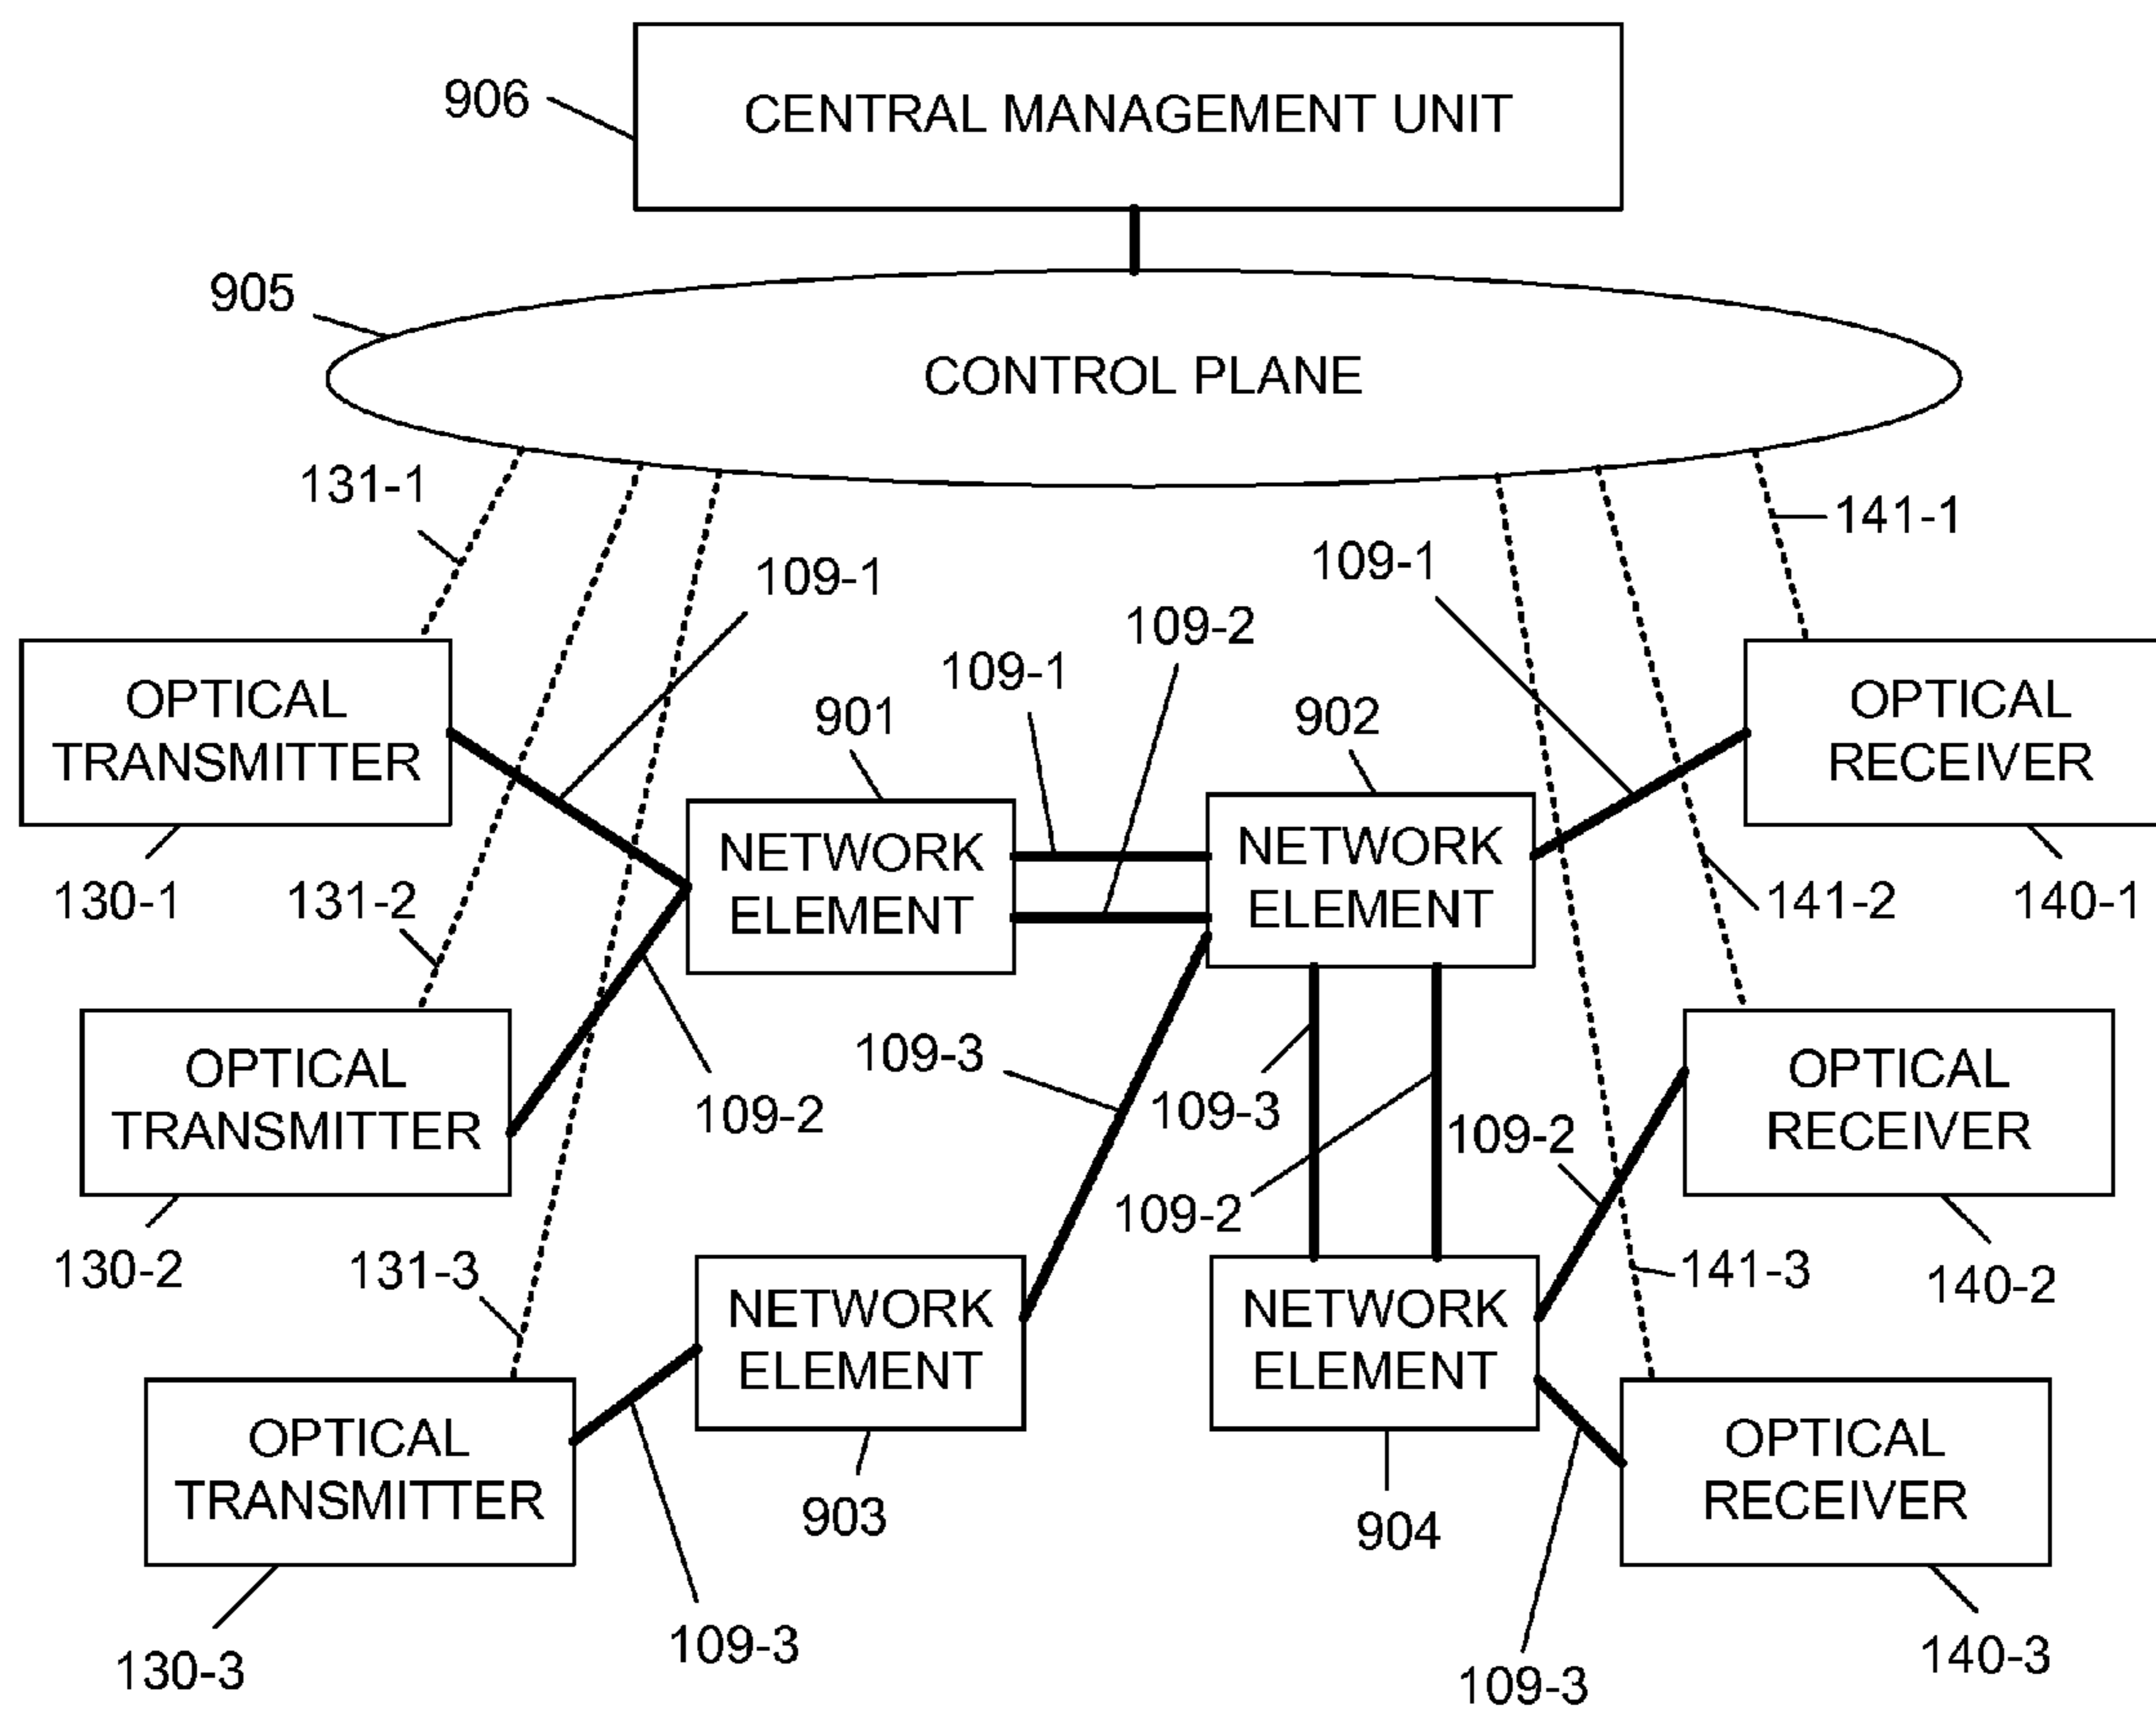 906
CENTRAL MANAGEMENT UNIT
905
CONTROL PLANE
131-1
141-1
109-1
109-1
109-2
109-1
901
902
OPTICAL
TRANSMITTER
OPTICAL
RECEIVER
NETWORK
ELEMENT
NETWORK
ELEMENT
130-1
131-2
141-2
140-1
109-3
109-3
109-2
109-2
OPTICAL
TRANSMITTER
OPTICAL
RECEIVER
109-2
130-2
131-3
141-3
140-2
NETWORK
ELEMENT
NETWORK
ELEMENT
OPTICAL
TRANSMITTER
OPTICAL
RECEIVER
903
904
130-3
109-3
109-3
140-3